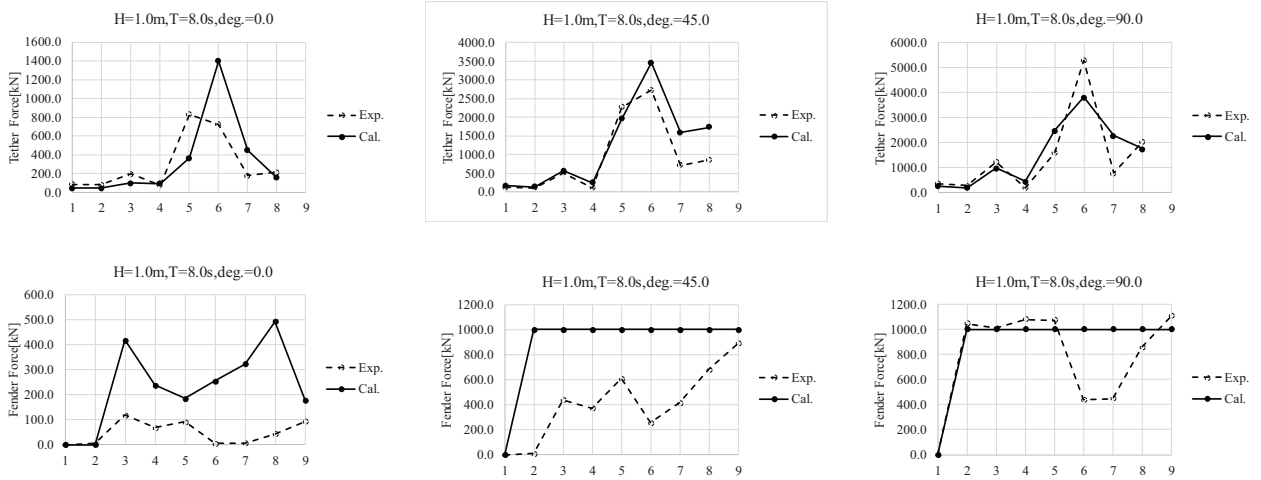 H=1.0m,T=8.0s,deg.=0.0
Tether Force[kN]
1600.0
1400.0
1200.0
1000.0
800.0
600.0
400.0
200.0
0.0
1 2 3 4 5 6 7 8 9
Exp.
Cal.
H=1.0m,T=8.0s,deg.=45.0
Tether Force[kN]
4000.0
3500.0
3000.0
2500.0
2000.0
1500.0
1000.0
500.0
0.0
1 2 3 4 5 6 7 8 9
Exp.
Cal.
H=1.0m,T=8.0s,deg.=90.0
Tether Force[kN]
6000.0
5000.0
4000.0
3000.0
2000.0
1000.0
0.0
1 2 3 4 5 6 7 8 9
Exp.
Cal.
H=1.0m,T=8.0s,deg.=0.0
Fender Force[kN]
600.0
500.0
400.0
300.0
200.0
100.0
0.0
1 2 3 4 5 6 7 8 9
Exp.
Cal.
H=1.0m,T=8.0s,deg.=45.0
Fender Force[kN]
1200.0
1000.0
800.0
600.0
400.0
200.0
0.0
1 2 3 4 5 6 7 8 9
Exp.
Cal.
H=1.0m,T=8.0s,deg.=90.0
Fender Force[kN]
1200.0
1000.0
800.0
600.0
400.0
200.0
0.0
1 2 3 4 5 6 7 8 9
Exp.
Cal.